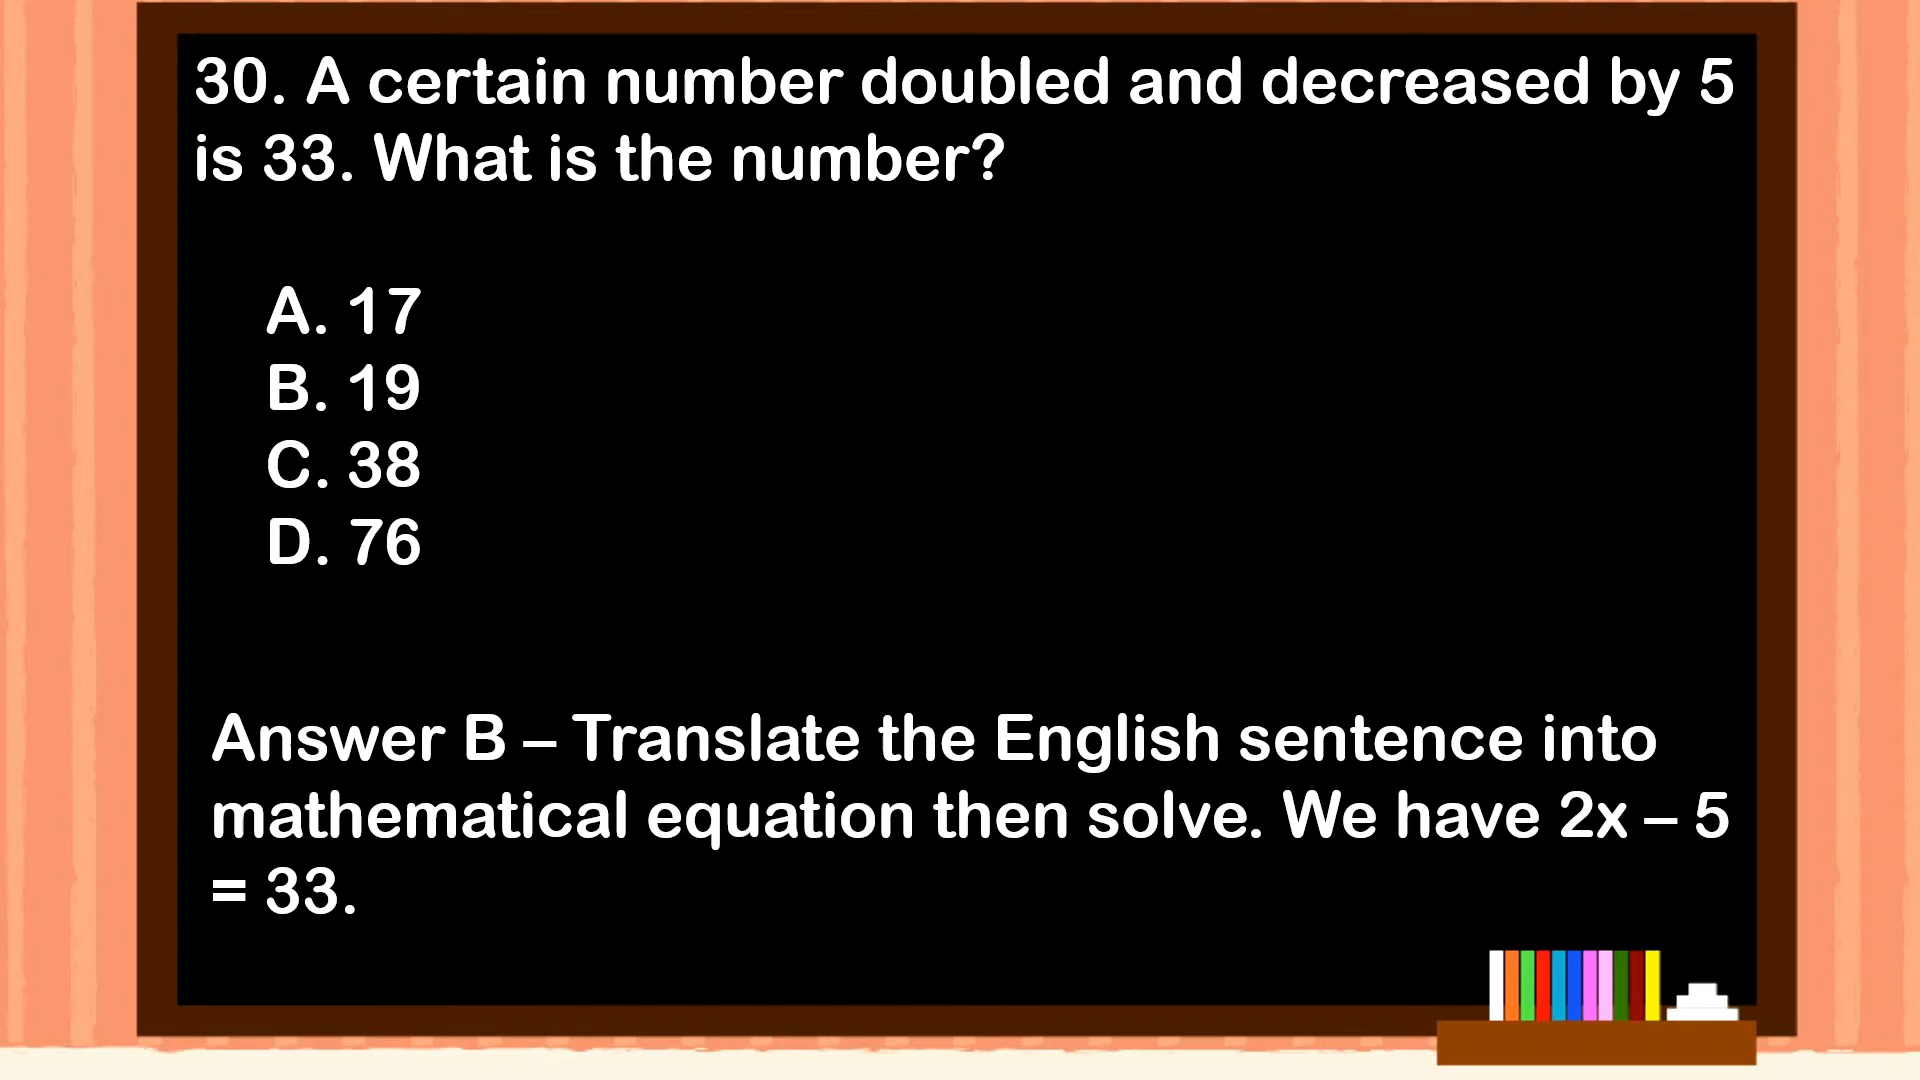 30. A certain number doubled and decreased by 5
is 33. What is the number?
A. 17
B. 19
C. 38
D. 76
Answer B – Translate the English sentence into
mathematical equation then solve. We have 2x – 5
= 33.